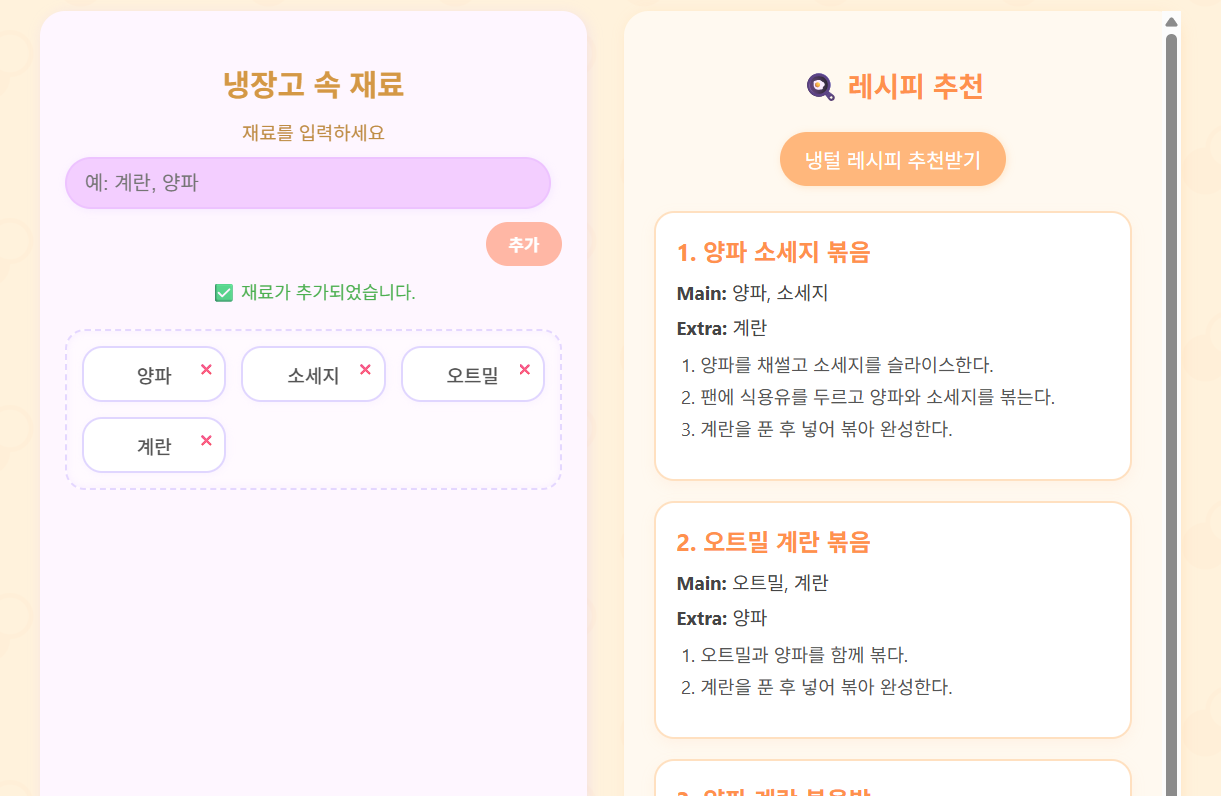 냉장고 속 재료
재료를 입력하세요
예: 계란, 양파
추가
재료가 추가되었습니다.
양파
소세지
오트밀
계란
레시피 추천
냉털 레시피 추천받기
1. 양파 소세지 볶음
Main: 양파, 소세지
Extra: 계란
1. 양파를 채썰고 소세지를 슬라이스한다.
2. 팬에 식용유를 두르고 양파와 소세지를 볶는다.
3. 계란을 푼 후 넣어 볶아 완성한다.
2. 오트밀 계란 볶음
Main: 오트밀, 계란
Extra: 양파
1. 오트밀과 양파를 함께 볶다.
2. 계란을 푼 후 넣어 볶아 완성한다.
3. 양파 계란 볶음밥